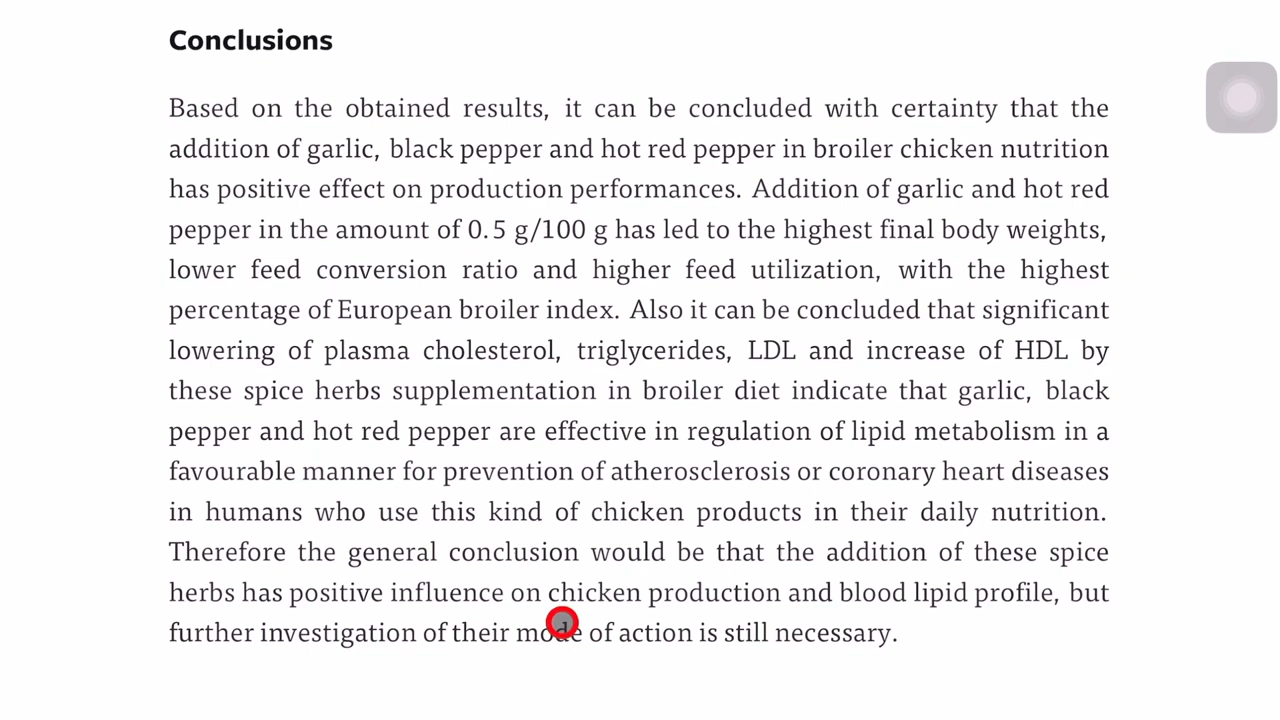 Conclusions
Based on the obtained results, it can be concluded with certainty that the
addition of garlic, black pepper and hot red pepper in broiler chicken nutrition
has positive effect on production performances. Addition of garlic and hot red
pepper in the amount of 0.5 g/100 g has led to the highest final body weights,
lower feed conversion ratio and higher feed utilization, with the highest
percentage of European broiler index. Also it can be concluded that significant
lowering of plasma cholesterol, triglycerides, LDL and increase of HDL by
these spice herbs supplementation in broiler diet indicate that garlic, black
pepper and hot red pepper are effective in regulation of lipid metabolism in a
favourable manner for prevention of atherosclerosis or coronary heart diseases
in humans who use this kind of chicken products in their daily nutrition.
Therefore the general conclusion would be that the addition of these spice
herbs has positive influence on chicken production and blood lipid profile, but
further investigation of their mode of action is still necessary.